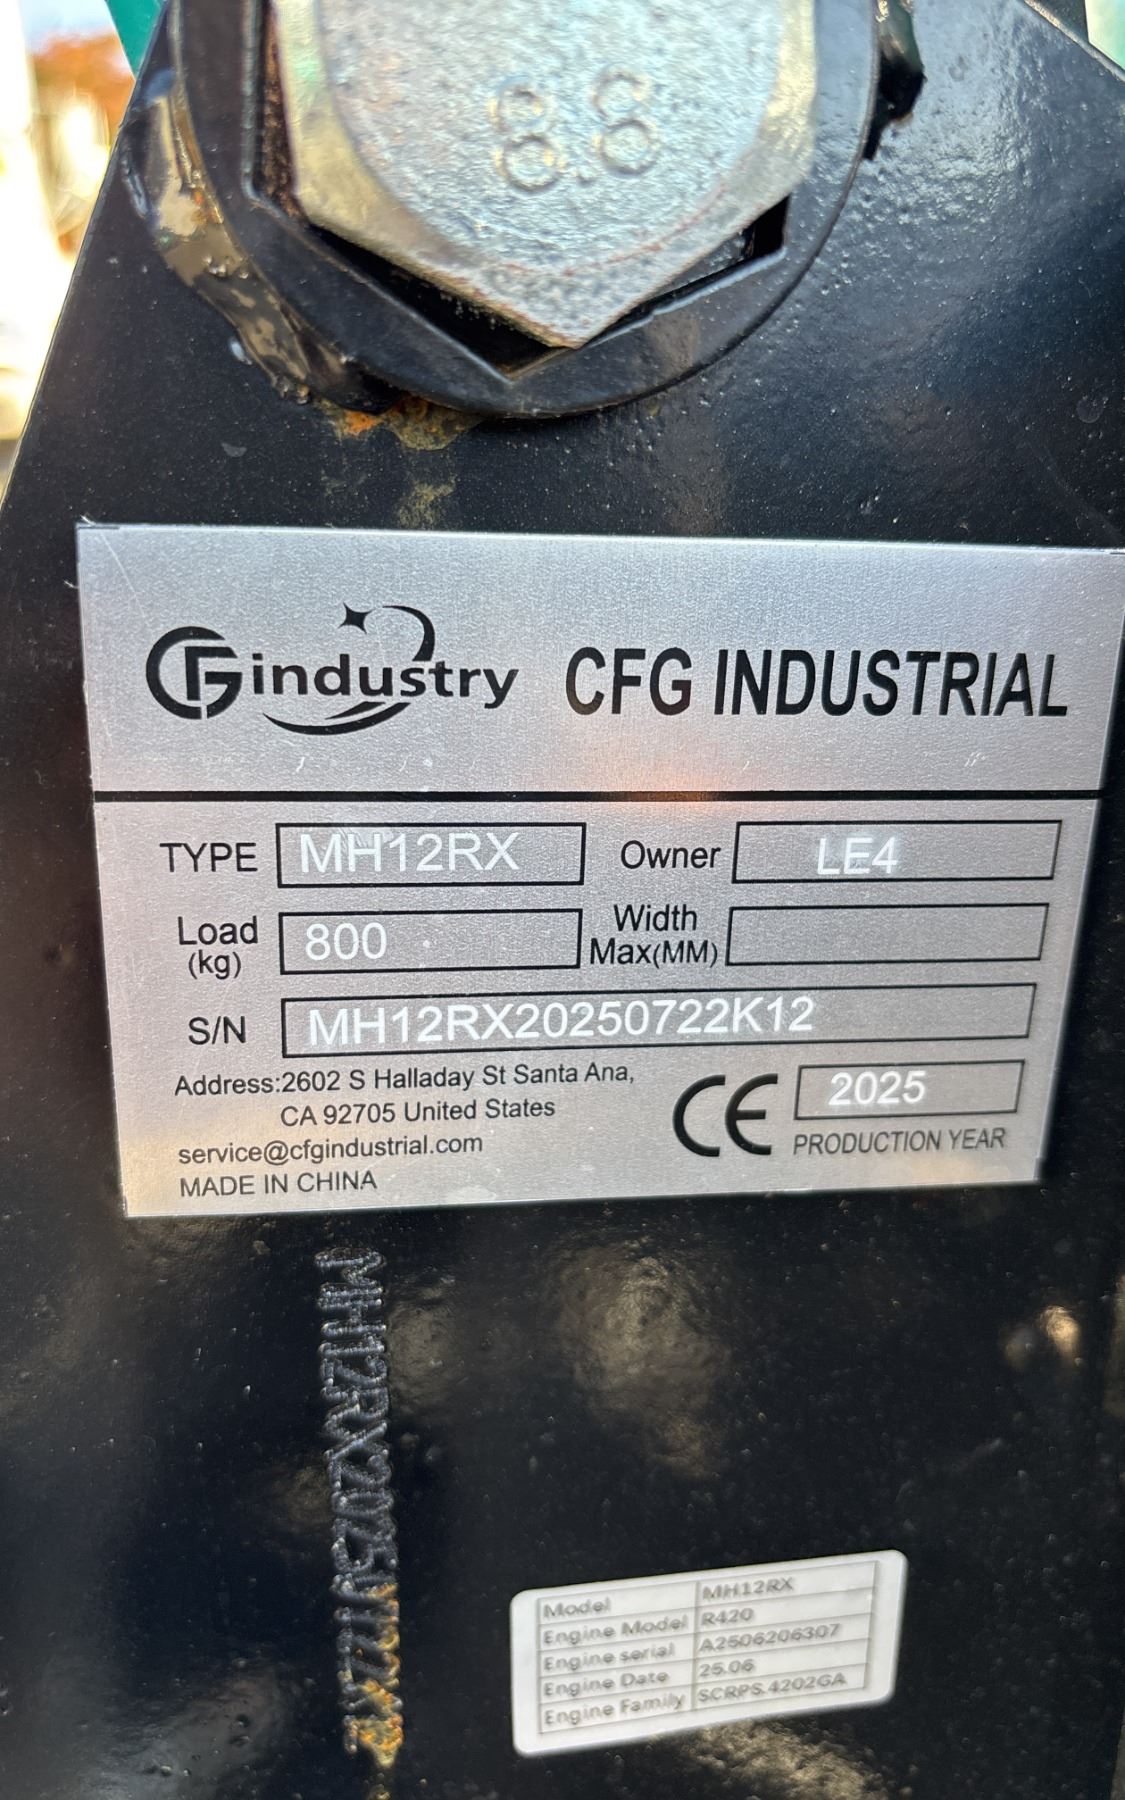 8.8
GF industry CFG INDUSTRIAL
TYPE MH12RX Owner LE4
Load (kg) 800 Width Max(MM)
S/N MH12RX20250722K12
Address:2602 S Halladay St Santa Ana,
CA 92705 United States
service@cfgindustrial.com
MADE IN CHINA
CE 2025
PRODUCTION YEAR
Model MH12RX
Engine Model R420
Engine serial A2506206307
Engine Date 25.06
Engine Family SCRPS.4202GA